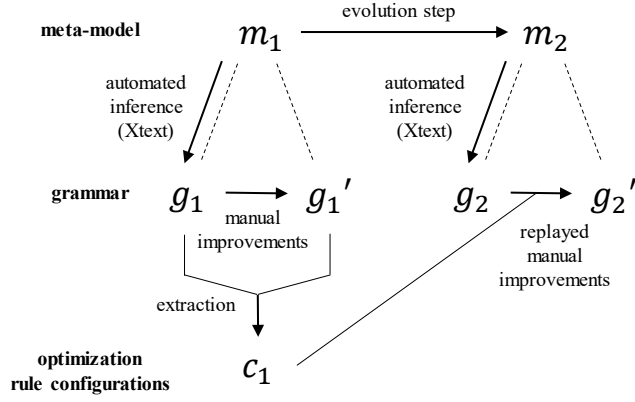 evolution step
meta-model
m₁
m₂
automated
inference
(Xtext)
automated
inference
(Xtext)
grammar
g₁
g₁′
g₂
g₂′
manual
improvements
replayed
manual
improvements
extraction
optimization
rule configurations
c₁